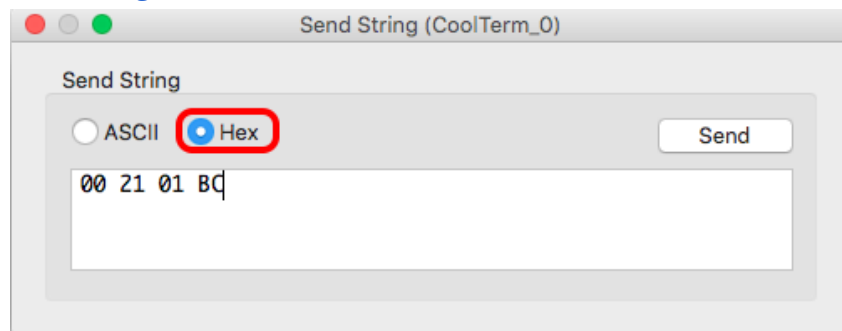 Send String (CoolTerm_0)
Send String
ASCII Hex Send
00 21 01 BC